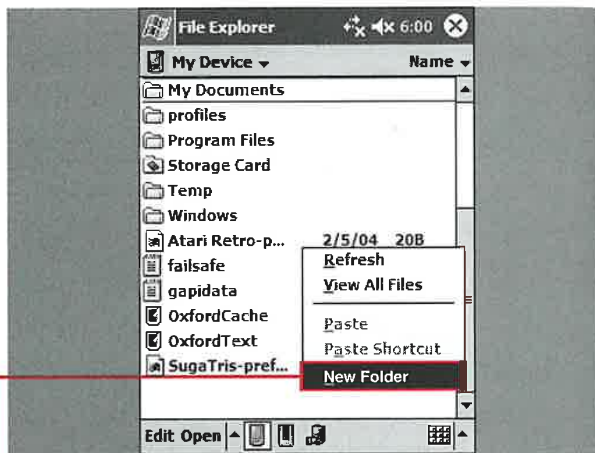 File Explorer 6:00
My Device Name
My Documents
profiles
Program Files
Storage Card
Temp
Windows
Atari Retro-p... 2/5/04 20B
failsafe
gapidata
OxfordCache
OxfordText
SugaTris-pref...
Refresh
View All Files
Paste
Paste Shortcut
New Folder
Edit Open